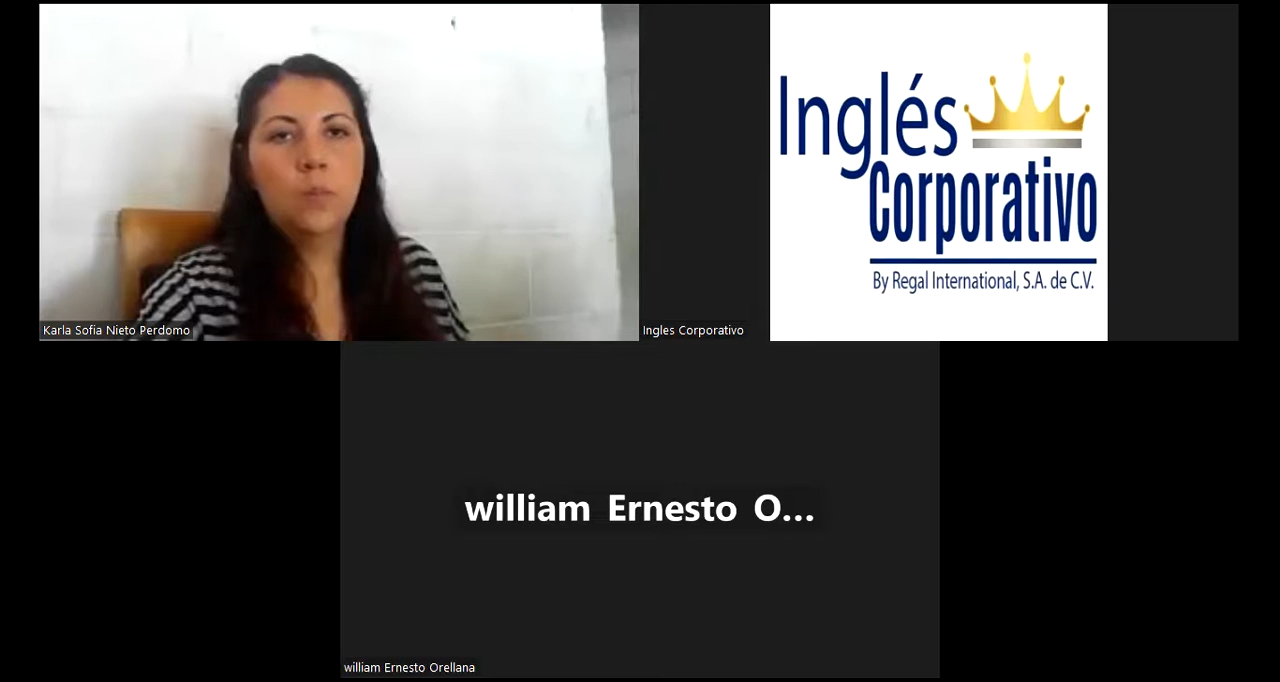 Inglés
Corporativo
By Regal International, S.A. de C.V.
Karla Sofia Nieto Perdomo
Ingles Corporativo
william Ernesto O...
william Ernesto Orellana